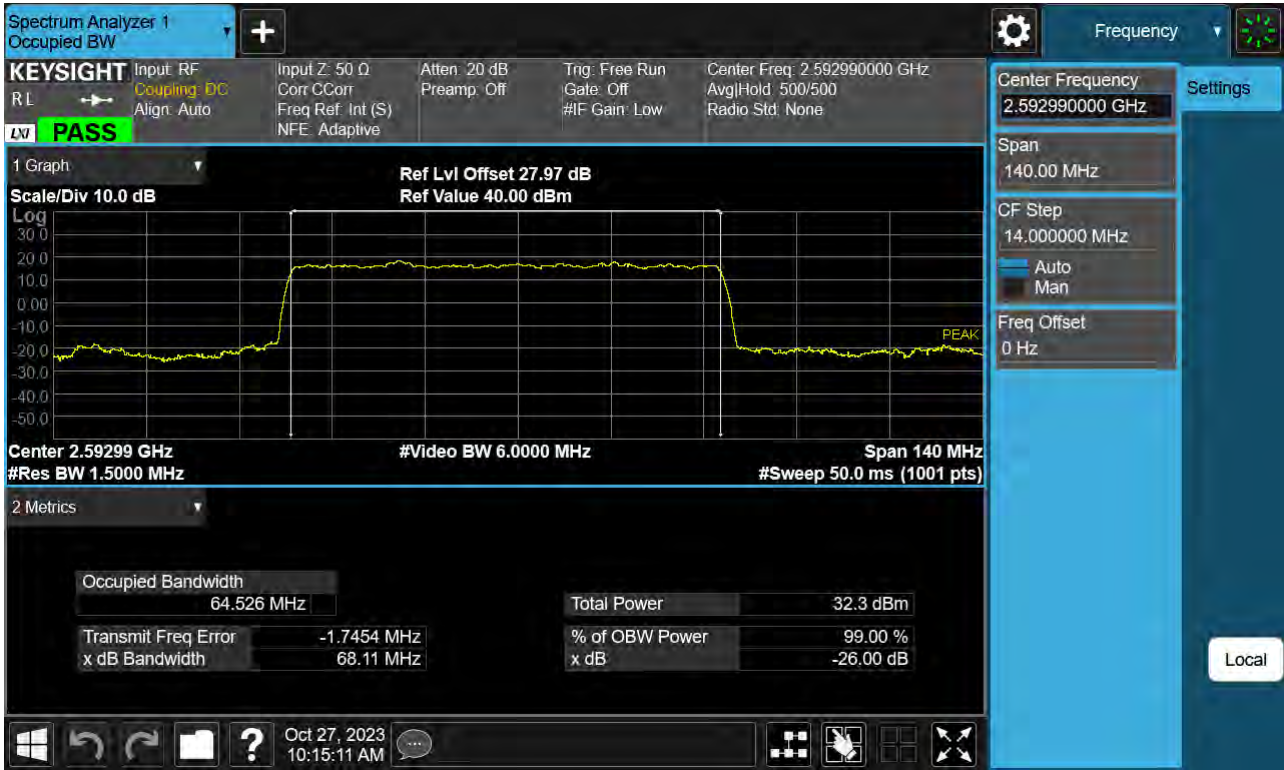 Spectrum Analyzer 1
Occupied BW
+
Frequency
KEYSIGHT
RL
LXI
PASS
Input: RF
Coupling: DC
Align: Auto
Input Z: 50 Ω
Corr CCorr
Freq Ref: Int (S)
NFE: Adaptive
Atten: 20 dB
Preamp: Off
Trig: Free Run
Gate: Off
#IF Gain: Low
Center Freq: 2.592990000 GHz
Avg|Hold: 500/500
Radio Std: None
Center Frequency
2.592990000 GHz
Settings
Span
140.00 MHz
CF Step
14.000000 MHz
Auto
Man
Freq Offset
0 Hz
1 Graph
Scale/Div 10.0 dB
Ref Lvl Offset 27.97 dB
Ref Value 40.00 dBm
Log
30.0
20.0
10.0
0.00
-10.0
-20.0
-30.0
-40.0
-50.0
PEAK
Center 2.59299 GHz
#Video BW 6.0000 MHz
Span 140 MHz
#Res BW 1.5000 MHz
#Sweep 50.0 ms (1001 pts)
2 Metrics
Occupied Bandwidth
64.526 MHz
Total Power 32.3 dBm
Transmit Freq Error -1.7454 MHz
% of OBW Power 99.00 %
x dB Bandwidth 68.11 MHz
x dB -26.00 dB
Local
?
Oct 27, 2023
10:15:11 AM